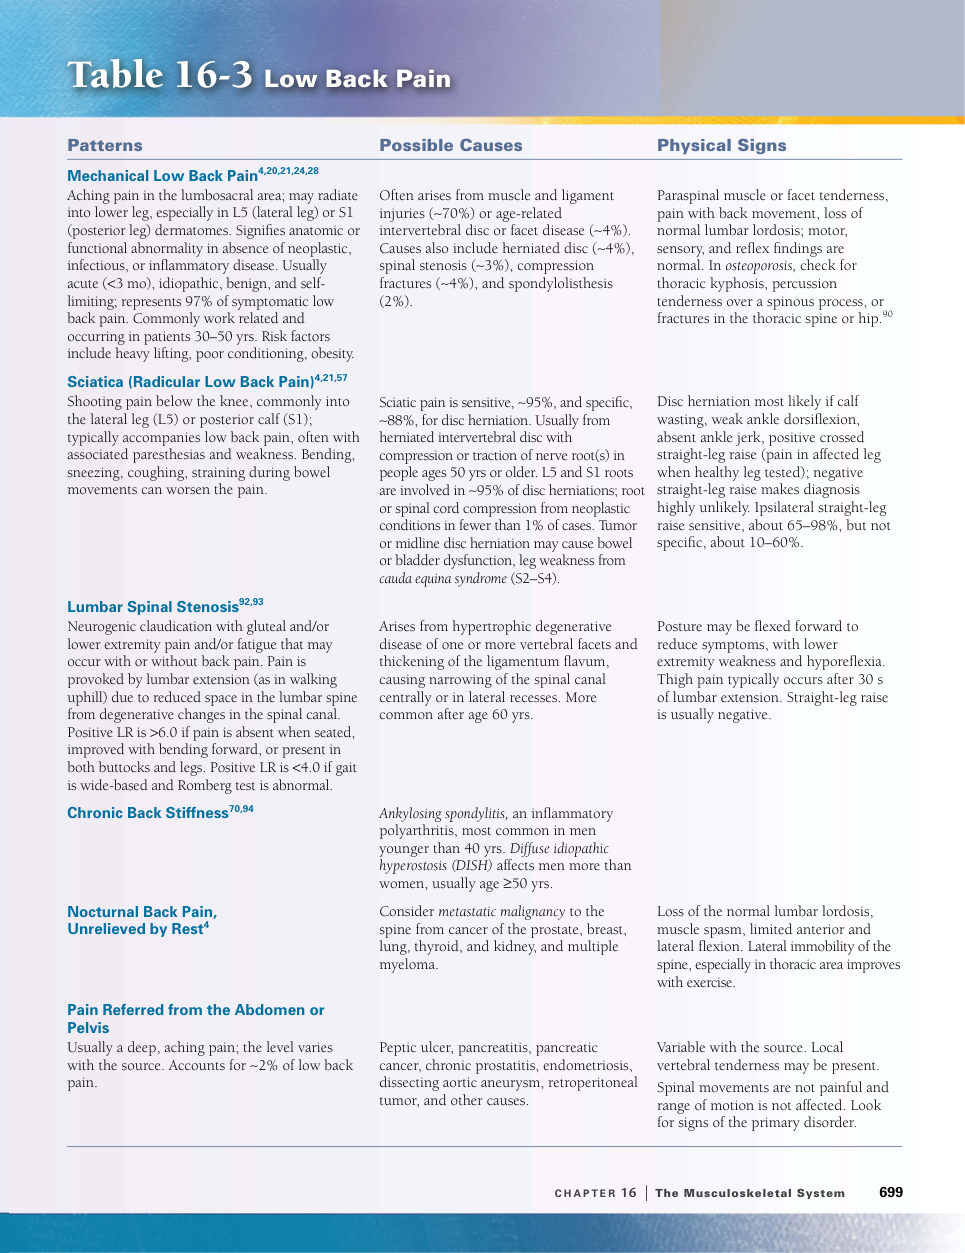 Table 16-3 Low Back Pain
Patterns
Possible Causes
Physical Signs
Mechanical Low Back Pain4,20,21,24,28
Aching pain in the lumbosacral area; may radiate
into lower leg, especially in L5 (lateral leg) or S1
(posterior leg) dermatomes. Signifies anatomic or
functional abnormality in absence of neoplastic,
infectious, or inflammatory disease. Usually
acute (<3 mo), idiopathic, benign, and self-
limiting; represents 97% of symptomatic low
back pain. Commonly work related and
occurring in patients 30–50 yrs. Risk factors
include heavy lifting, poor conditioning, obesity.
Often arises from muscle and ligament
injuries (~70%) or age-related
intervertebral disc or facet disease (~4%).
Causes also include herniated disc (~4%),
spinal stenosis (~3%), compression
fractures (~4%), and spondylolisthesis
(2%).
Paraspinal muscle or facet tenderness,
pain with back movement, loss of
normal lumbar lordosis; motor,
sensory, and reflex findings are
normal. In osteoporosis, check for
thoracic kyphosis, percussion
tenderness over a spinous process, or
fractures in the thoracic spine or hip.90
Sciatica (Radicular Low Back Pain)4,21,57
Shooting pain below the knee, commonly into
the lateral leg (L5) or posterior calf (S1);
typically accompanies low back pain, often with
associated paresthesias and weakness. Bending,
sneezing, coughing, straining during bowel
movements can worsen the pain.
Sciatic pain is sensitive, ~95%, and specific,
~88%, for disc herniation. Usually from
herniated intervertebral disc with
compression or traction of nerve root(s) in
people ages 50 yrs or older. L5 and S1 roots
are involved in ~95% of disc herniations; root
or spinal cord compression from neoplastic
conditions in fewer than 1% of cases. Tumor
or midline disc herniation may cause bowel
or bladder dysfunction, leg weakness from
cauda equina syndrome (S2–S4).
Disc herniation most likely if calf
wasting, weak ankle dorsiflexion,
absent ankle jerk, positive crossed
straight-leg raise (pain in affected leg
when healthy leg tested); negative
straight-leg raise makes diagnosis
highly unlikely. Ipsilateral straight-leg
raise sensitive, about 65–98%, but not
specific, about 10–60%.
Lumbar Spinal Stenosis92,93
Neurogenic claudication with gluteal and/or
lower extremity pain and/or fatigue that may
occur with or without back pain. Pain is
provoked by lumbar extension (as in walking
uphill) due to reduced space in the lumbar spine
from degenerative changes in the spinal canal.
Positive LR is >6.0 if pain is absent when seated,
improved with bending forward, or present in
both buttocks and legs. Positive LR is <4.0 if gait
is wide-based and Romberg test is abnormal.
Arises from hypertrophic degenerative
disease of one or more vertebral facets and
thickening of the ligamentum flavum,
causing narrowing of the spinal canal
centrally or in lateral recesses. More
common after age 60 yrs.
Posture may be flexed forward to
reduce symptoms, with lower
extremity weakness and hyporeflexia.
Thigh pain typically occurs after 30 s
of lumbar extension. Straight-leg raise
is usually negative.
Chronic Back Stiffness70,94
Ankylosing spondylitis, an inflammatory
polyarthritis, most common in men
younger than 40 yrs. Diffuse idiopathic
hyperostosis (DISH) affects men more than
women, usually age ≥50 yrs.
Nocturnal Back Pain,
Unrelieved by Rest4
Consider metastatic malignancy to the
spine from cancer of the prostate, breast,
lung, thyroid, and kidney, and multiple
myeloma.
Loss of the normal lumbar lordosis,
muscle spasm, limited anterior and
lateral flexion. Lateral immobility of the
spine, especially in thoracic area improves
with exercise.
Pain Referred from the Abdomen or
Pelvis
Usually a deep, aching pain; the level varies
with the source. Accounts for ~2% of low back
pain.
Peptic ulcer, pancreatitis, pancreatic
cancer, chronic prostatitis, endometriosis,
dissecting aortic aneurysm, retroperitoneal
tumor, and other causes.
Variable with the source. Local
vertebral tenderness may be present.
Spinal movements are not painful and
range of motion is not affected. Look
for signs of the primary disorder.
CHAPTER 16 | The Musculoskeletal System 699